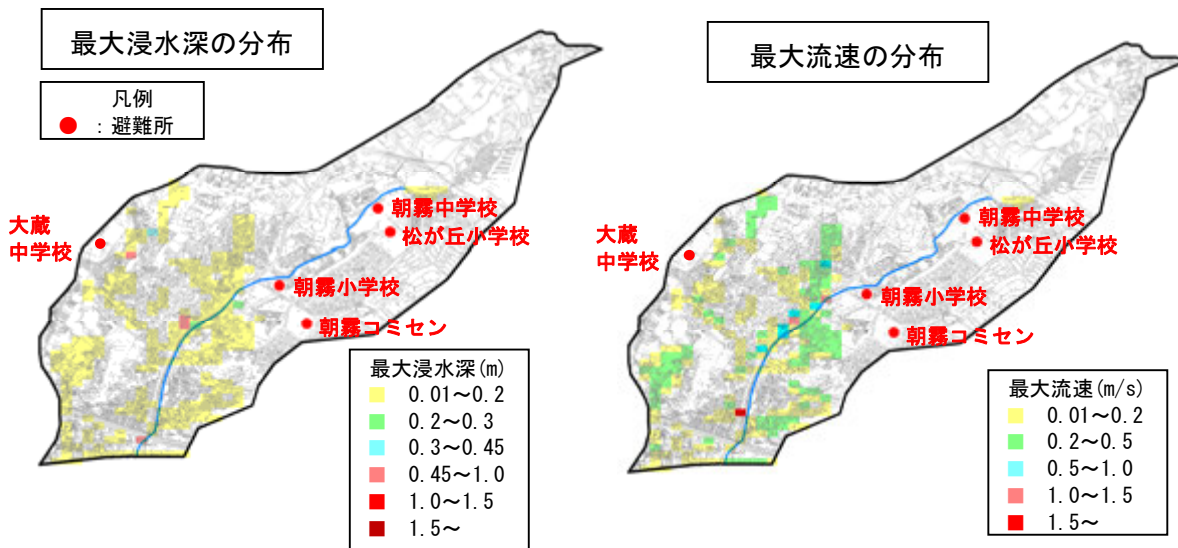 最大浸水深の分布
凡例
：避難所
大蔵
中学校
朝霧中学校
松が丘小学校
朝霧小学校
朝霧コミセン
最大浸水深(m)
0.01～0.2
0.2～0.3
0.3～0.45
0.45～1.0
1.0～1.5
1.5～
最大流速の分布
大蔵
中学校
朝霧中学校
松が丘小学校
朝霧小学校
朝霧コミセン
最大流速(m/s)
0.01～0.2
0.2～0.5
0.5～1.0
1.0～1.5
1.5～